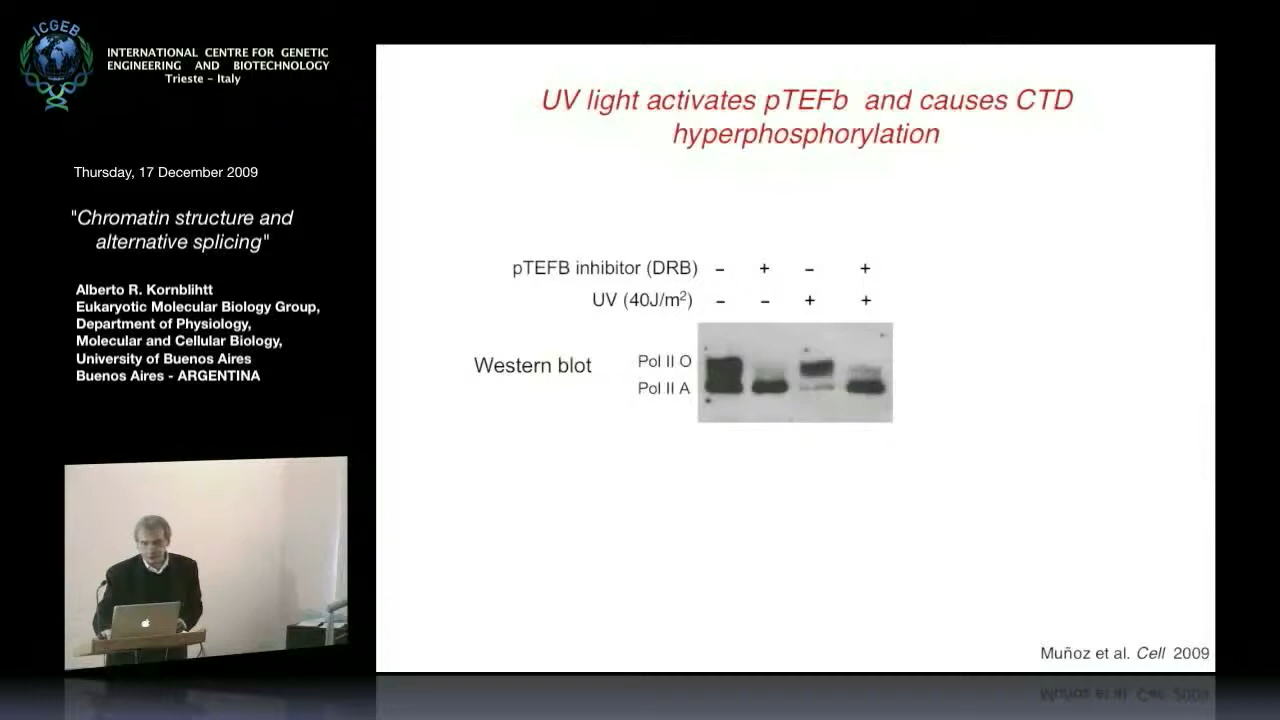 ICGEB
INTERNATIONAL CENTRE FOR GENETIC
ENGINEERING AND BIOTECHNOLOGY
Trieste - Italy
Thursday, 17 December 2009
"Chromatin structure and
alternative splicing"
Alberto R. Kornblihtt
Eukaryotic Molecular Biology Group,
Department of Physiology,
Molecular and Cellular Biology,
University of Buenos Aires
Buenos Aires - ARGENTINA
UV light activates pTEFb and causes CTD
hyperphosphorylation
pTEFB inhibitor (DRB) – + – +
UV (40J/m²) – – + +
Western blot
Pol II O
Pol II A
Muñoz et al. Cell 2009